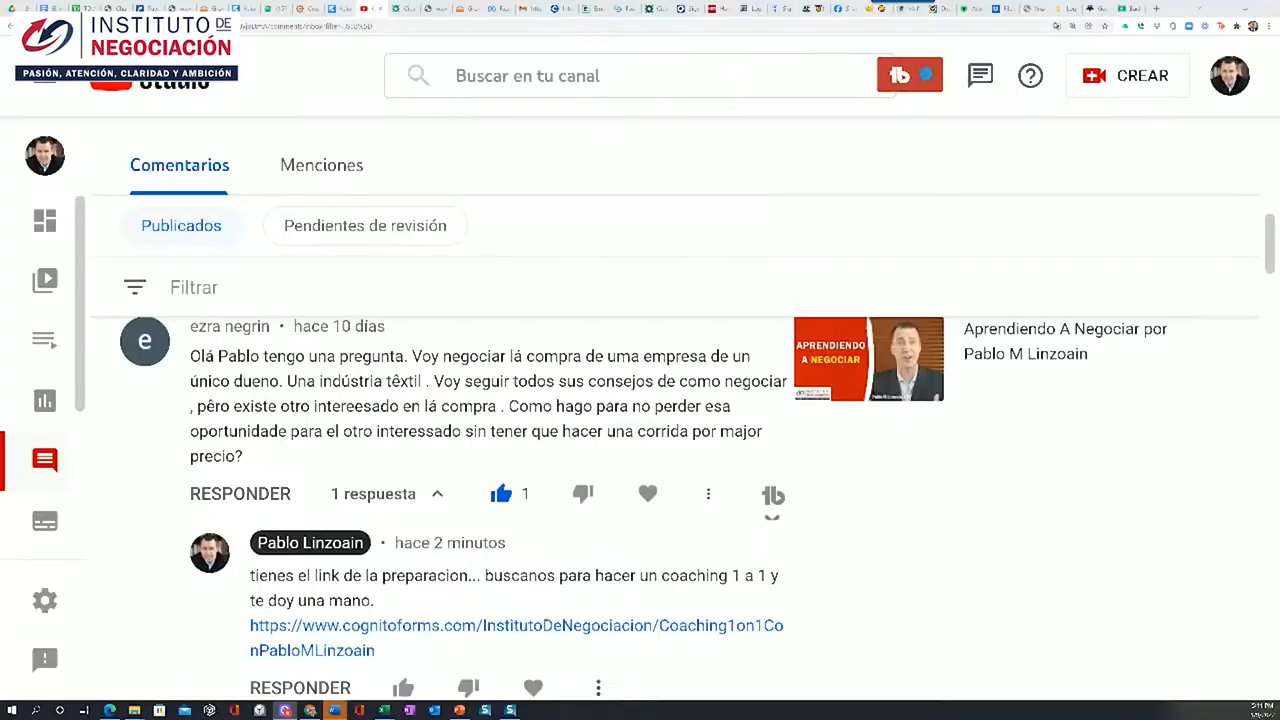 INSTITUTO DE
NEGOCIACIÓN
PASIÓN, ATENCIÓN, CLARIDAD Y AMBICIÓN
Studio
Buscar en tu canal
CREAR
Comentarios
Menciones
Publicados
Pendientes de revisión
Filtrar
e
ezra negrin • hace 10 días
Olá Pablo tengo una pregunta. Voy negociar lá compra de uma empresa de un
único dueno. Una indústria têxtil . Voy seguir todos sus consejos de como negociar
, pêro existe otro intereesado en lá compra . Como hago para no perder esa
oportunidade para el otro interessado sin tener que hacer una corrida por major
precio?
APRENDIENDO
A NEGOCIAR
Aprendiendo A Negociar por
Pablo M Linzoain
RESPONDER
1 respuesta
1
Pablo Linzoain • hace 2 minutos
tienes el link de la preparacion... buscanos para hacer un coaching 1 a 1 y
te doy una mano.
https://www.cognitoforms.com/InstitutoDeNegociacion/Coaching1on1Co
nPabloMLinzoain
RESPONDER